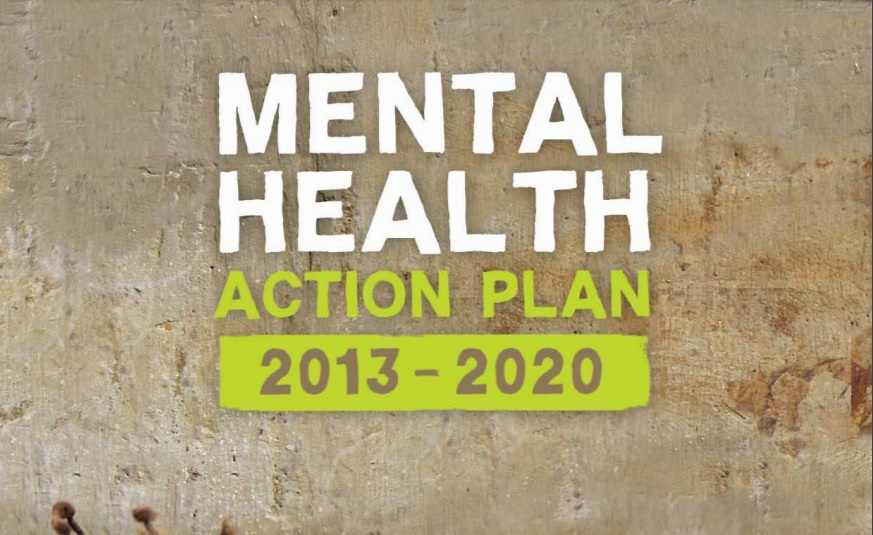 MENTAL
HEALTH
ACTION PLAN
2013 - 2020